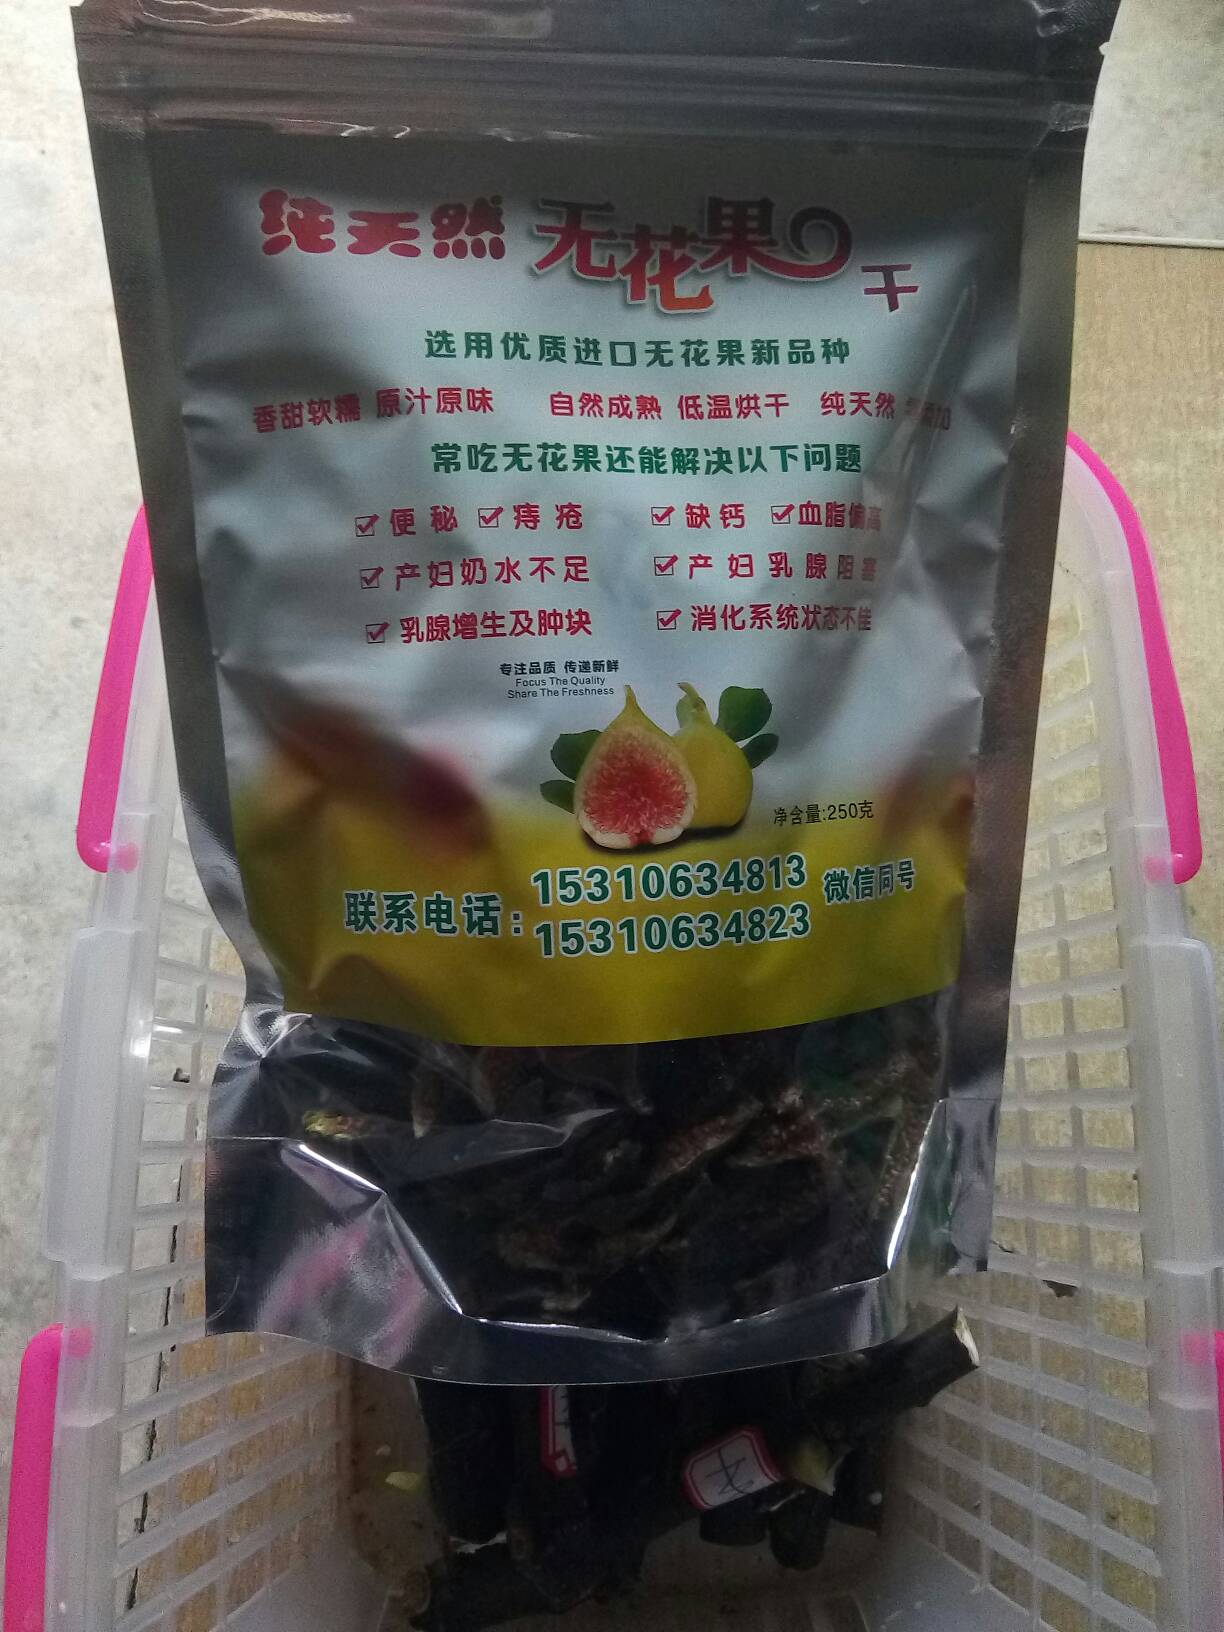 纯天然 无花果干
选用优质进口无花果新品种
香甜软糯 原汁原味 自然成熟 低温烘干 纯天然
常吃无花果还能解决以下问题
☑便秘 ☑痔疮 ☑缺钙 ☑血脂偏高
☑产妇奶水不足 ☑产妇乳腺阻塞
☑乳腺增生及肿块 ☑消化系统状态不佳
专注品质 传递新鲜
Focus The Quality
Share The Freshness
净含量:250克
联系电话: 15310634813 微信同号
15310634823